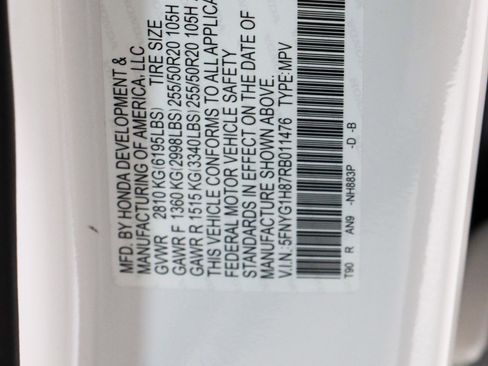 MFD. BY HONDA DEVELOPMENT &
MANUFACTURING OF AMERICA, LLC
GVWR 2810 KG(6195LBS) TIRE SIZE
GAWR F 1360 KG(2998LBS) 255/50R20 105H
GAWR R 1515 KG(3340LBS) 255/50R20 105H
THIS VEHICLE CONFORMS TO ALL APPLICA
FEDERAL MOTOR VEHICLE SAFETY
STANDARDS IN EFFECT ON THE DATE OF
MANUFACTURE SHOWN ABOVE.
V.I.N.: 5FNYG1H87RB011476 TYPE: MPV
T90 R AN9 -NH883P -D -B